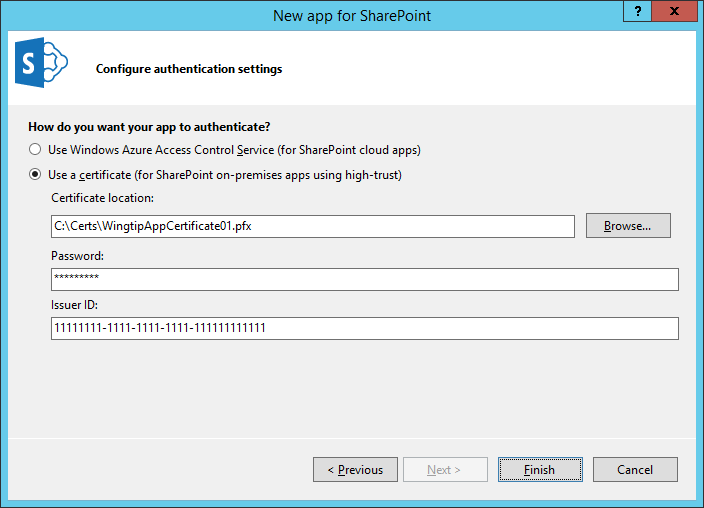 New app for SharePoint
?
x
S
Configure authentication settings
How do you want your app to authenticate?
Use Windows Azure Access Control Service (for SharePoint cloud apps)
Use a certificate (for SharePoint on-premises apps using high-trust)
Certificate location:
C:\Certs\WingtipAppCertificate01.pfx
Browse...
Password:
*********
Issuer ID:
11111111-1111-1111-1111-111111111111
< Previous
Next >
Finish
Cancel